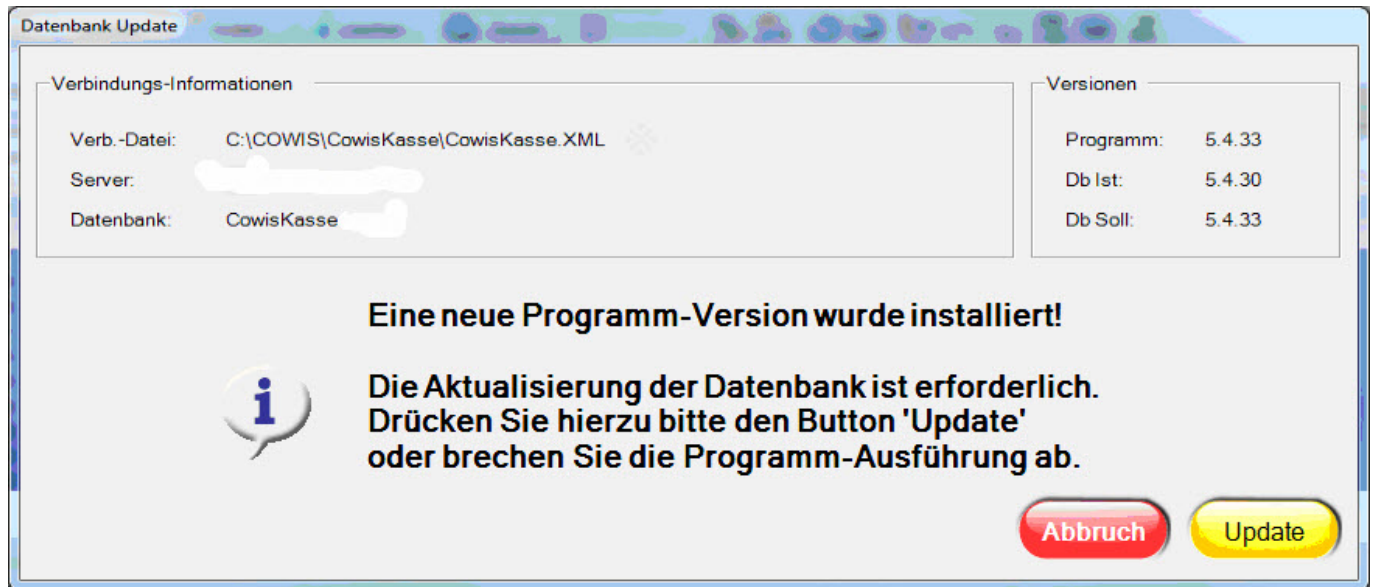 Datenbank Update
Verbindungs-Informationen
Verb.-Datei: C:\COWIS\CowisKasse\CowisKasse.XML
Server:
Datenbank: CowisKasse
Versionen
Programm: 5.4.33
Db Ist: 5.4.30
Db Soll: 5.4.33
Eine neue Programm-Version wurde installiert!
Die Aktualisierung der Datenbank ist erforderlich.
Drücken Sie hierzu bitte den Button 'Update'
oder brechen Sie die Programm-Ausführung ab.
Abbruch Update